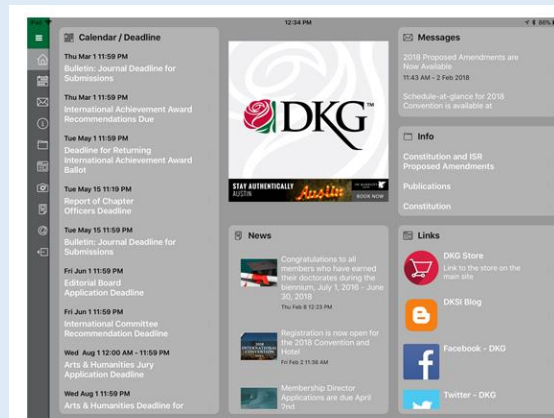 iPad
12:34 PM
86%
Calendar / Deadline
Thu Mar 1 11:59 PM
Bulletin: Journal Deadline for
Submissions
Thu Mar 1 11:59 PM
International Achievement Award
Recommendations Due
Tue May 1 11:59 PM
Deadline for Returning
International Achievement Award
Ballot
Tue May 15 11:19 PM
Report of Chapter
Officers Deadline
Tue May 15 11:59 PM
Bulletin: Journal Deadline for
Submissions
Fri Jun 1 11:59 PM
Editorial Board
Application Deadline
Fri Jun 1 11:59 PM
International Committee
Recommendation Deadline
Wed Aug 1 12:00 AM - 11:59 PM
Arts & Humanities Jury
Application Deadline
Wed Aug 1 11:59 PM
Arts & Humanities Deadline for
DKG™
STAY AUTHENTICALLY
AUSTIN
Austin
BOOK NOW
News
Congratulations to all
members who have earned
their doctorates during the
biennium, July 1, 2016 - June
30, 2018
Thu Feb 8 12:23 PM
2018
INTERNATIONAL
CONVENTION
Registration is now open for
the 2018 Convention and
Hotel
Fri Feb 2 11:36 AM
Membership Director
Applications are due April
2nd
Messages
2018 Proposed Amendments are
Now Available
11:43 AM - 2 Feb 2018
Schedule-at-glance for 2018
Convention is available at
Info
Constitution and ISR
Proposed Amendments
Publications
Constitution
Links
DKG Store
Link to the store on the
main site
DKSI Blog
Facebook - DKG
Twitter - DKG